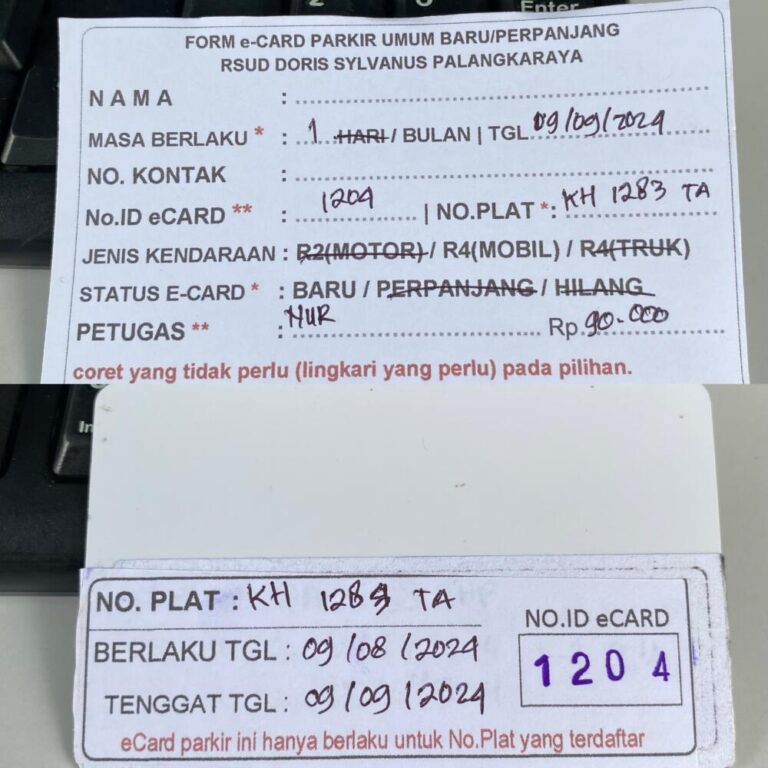 Enter
FORM e-CARD PARKIR UMUM BARU/PERPANJANG
RSUD DORIS SYLVANUS PALANGKARAYA
N A M A :
MASA BERLAKU * : 1 HARI / BULAN | TGL 09/09/2024
NO. KONTAK :
No.ID eCARD ** : 1204 | NO.PLAT *: KH 1283 TA
JENIS KENDARAAN : R2(MOTOR) / R4(MOBIL) / R4(TRUK)
STATUS E-CARD * : BARU / PERPANJANG / HILANG
PETUGAS ** : NUR Rp. 90.000
coret yang tidak perlu (lingkari yang perlu) pada pilihan.
In
NO. PLAT : KH 1283 TA
BERLAKU TGL : 09/08/2024
TENGGAT TGL : 09/09/2024
NO.ID eCARD
1204
eCard parkir ini hanya berlaku untuk No.Plat yang terdaftar